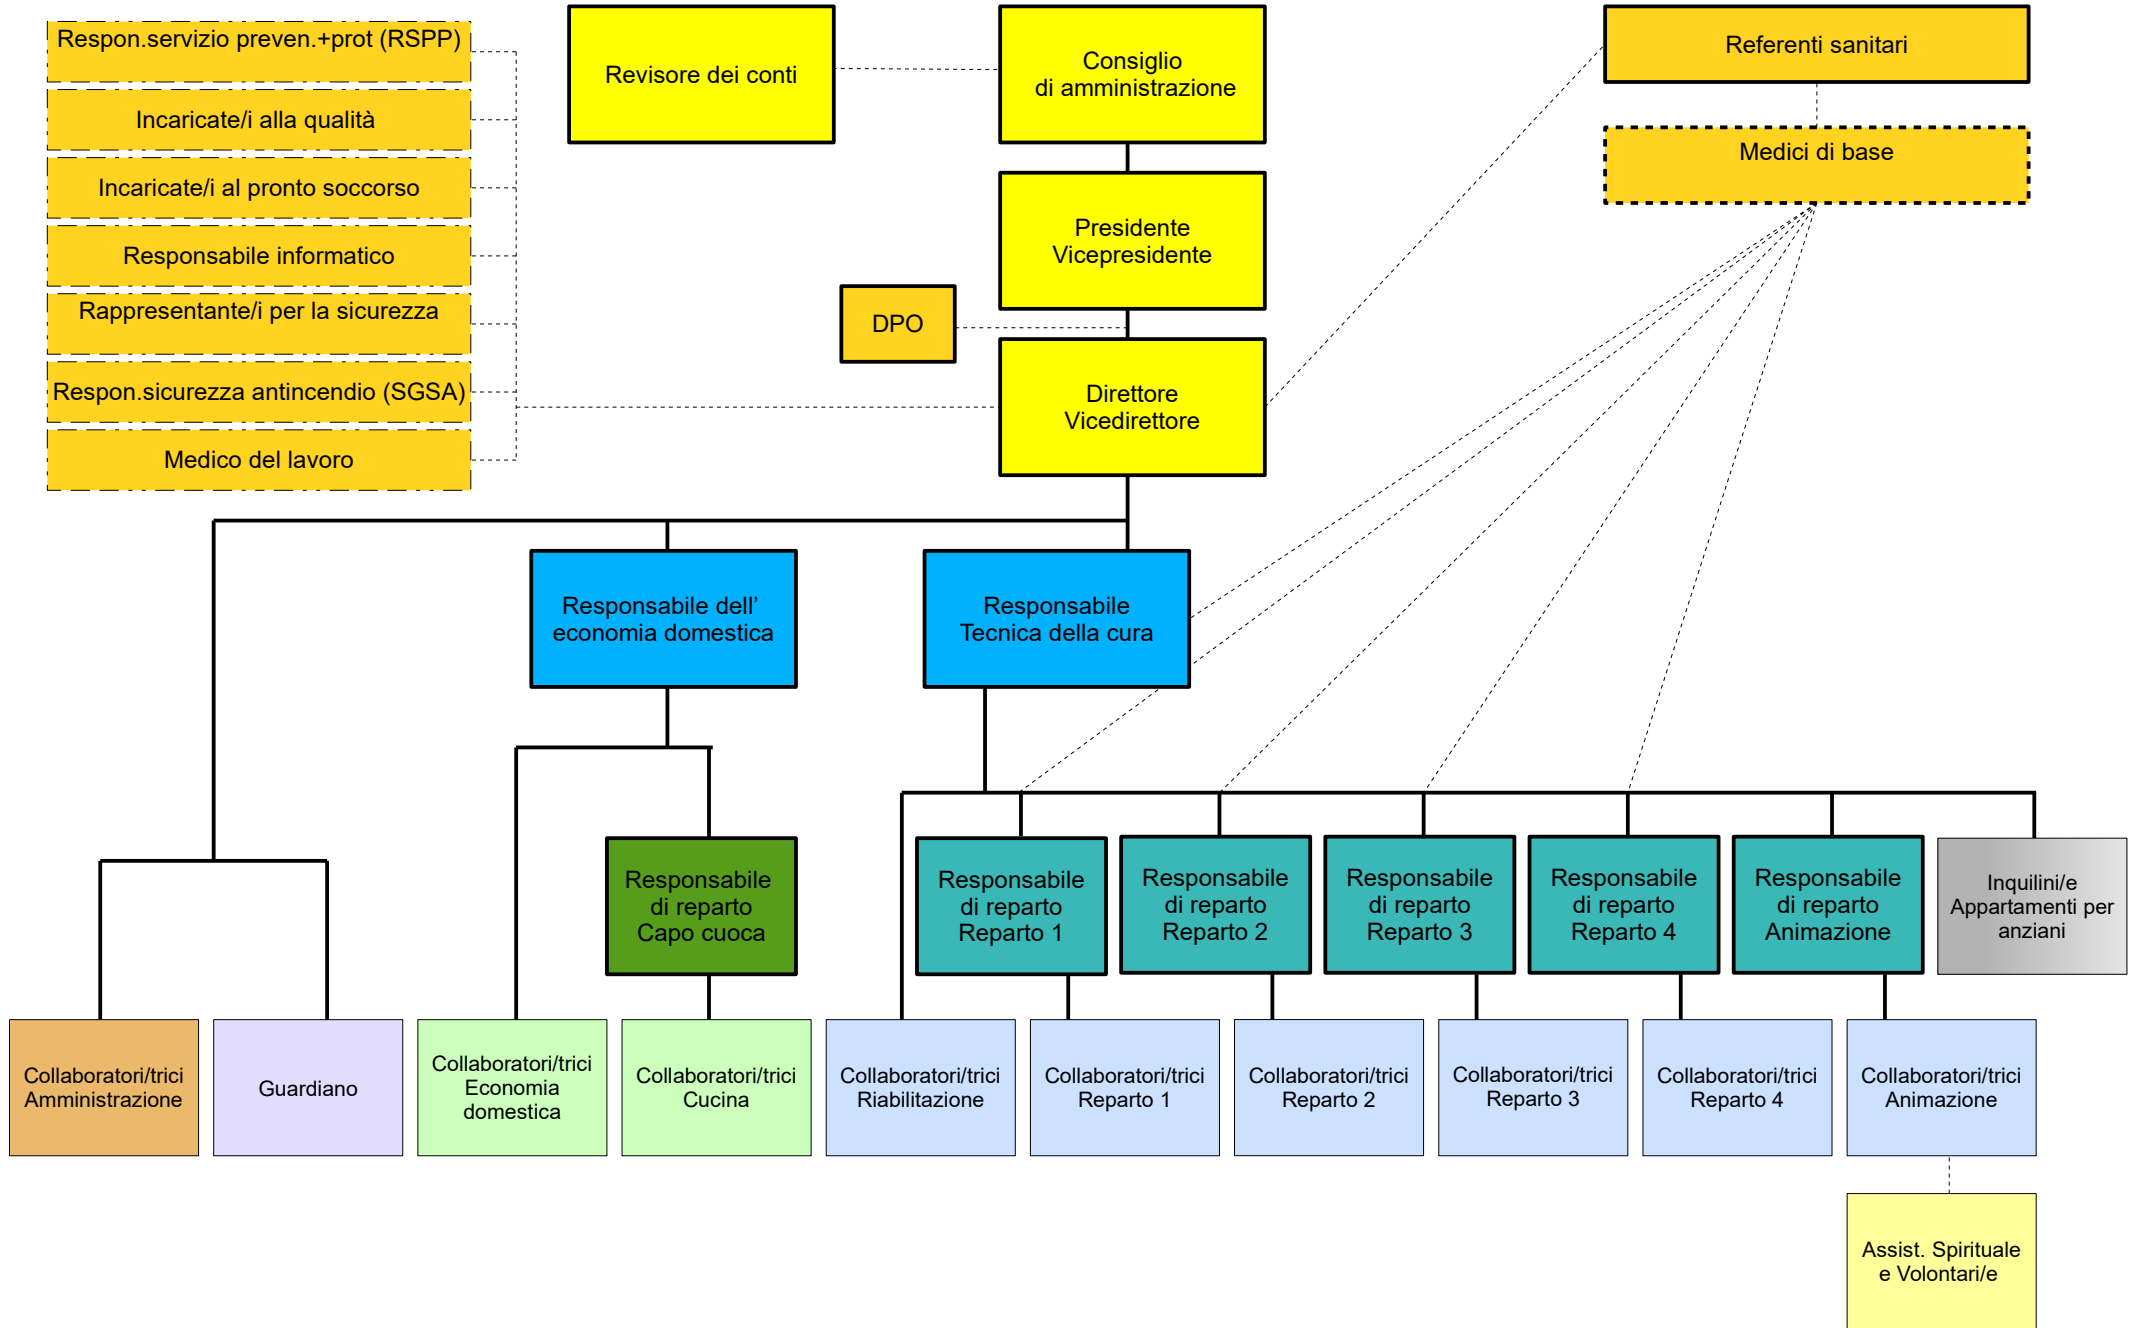 Respon.servizio preven.+prot (RSPP)
Incaricate/i alla qualità
Incaricate/i al pronto soccorso
Responsabile informatico
Rappresentante/i per la sicurezza
Respon.sicurezza antincendio (SGSA)
Medico del lavoro
Revisore dei conti
Consiglio
di amministrazione
Presidente
Vicepresidente
DPO
Direttore
Vicedirettore
Referenti sanitari
Medici di base
Responsabile dell’
economia domestica
Responsabile
Tecnica della cura
Responsabile
di reparto
Capo cuoca
Responsabile
di reparto
Reparto 1
Responsabile
di reparto
Reparto 2
Responsabile
di reparto
Reparto 3
Responsabile
di reparto
Reparto 4
Responsabile
di reparto
Animazione
Inquilini/e
Appartamenti per
anziani
Collaboratori/trici
Amministrazione
Guardiano
Collaboratori/trici
Economia
domestica
Collaboratori/trici
Cucina
Collaboratori/trici
Riabilitazione
Collaboratori/trici
Reparto 1
Collaboratori/trici
Reparto 2
Collaboratori/trici
Reparto 3
Collaboratori/trici
Reparto 4
Collaboratori/trici
Animazione
Assist. Spirituale
e Volontari/e